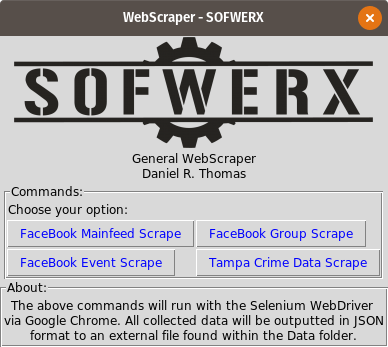 WebScraper - SOFWERX
SOFWERX
General WebScraper
Daniel R. Thomas
Commands:
Choose your option:
FaceBook Mainfeed Scrape FaceBook Group Scrape
FaceBook Event Scrape Tampa Crime Data Scrape
About:
The above commands will run with the Selenium WebDriver
via Google Chrome. All collected data will be outputted in JSON
format to an external file found within the Data folder.